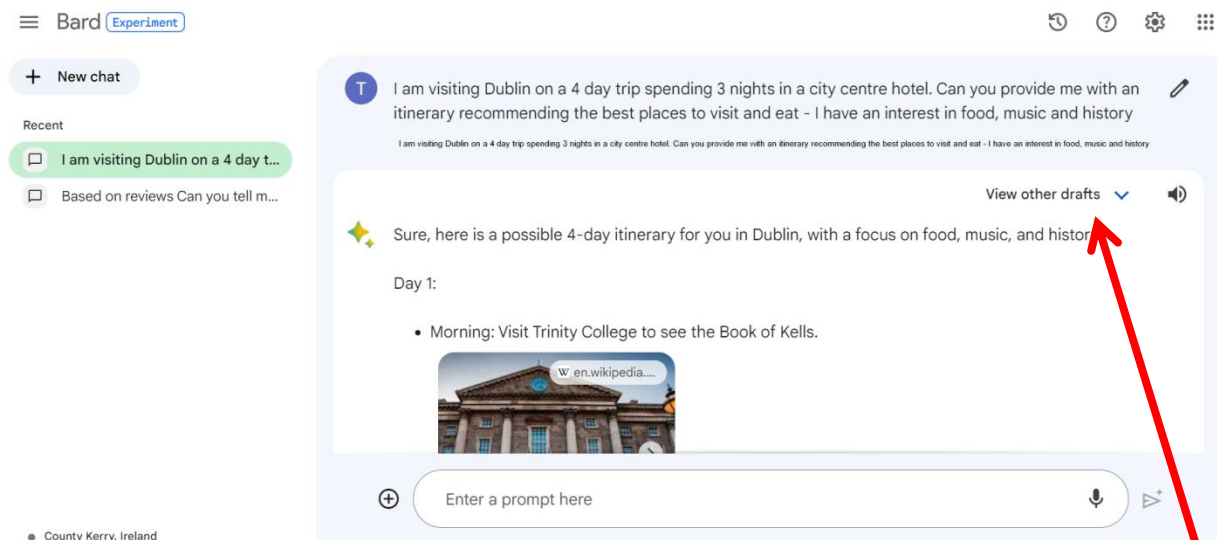 Bard Experiment
New chat
Recent
I am visiting Dublin on a 4 day t...
Based on reviews Can you tell m...
County Kerry, Ireland
T
I am visiting Dublin on a 4 day trip spending 3 nights in a city centre hotel. Can you provide me with an
itinerary recommending the best places to visit and eat - I have an interest in food, music and history
I am visiting Dublin on a 4 day trip spending 3 nights in a city centre hotel. Can you provide me with an itinerary recommending the best places to visit and eat - I have an interest in food, music and history
View other drafts
Sure, here is a possible 4-day itinerary for you in Dublin, with a focus on food, music, and histor
Day 1:
• Morning: Visit Trinity College to see the Book of Kells.
W en.wikipedia....
Enter a prompt here